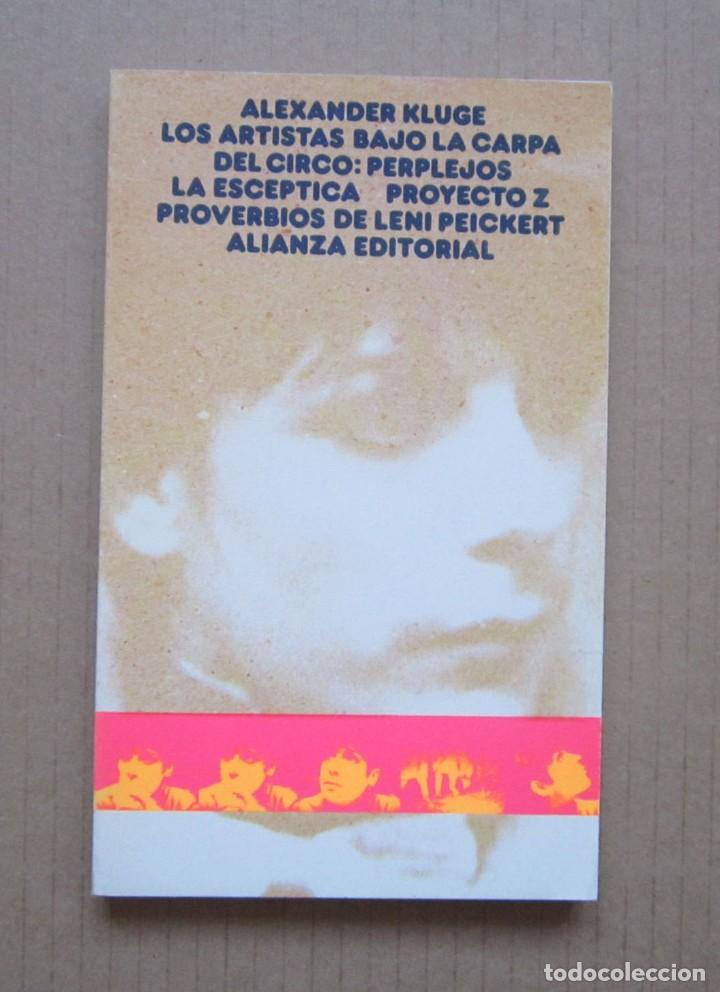 ALEXANDER KLUGE
LOS ARTISTAS BAJO LA CARPA
DEL CIRCO: PERPLEJOS
LA ESCEPTICA PROYECTO Z
PROVERBIOS DE LENI PEICKERT
ALIANZA EDITORIAL
todocoleccion